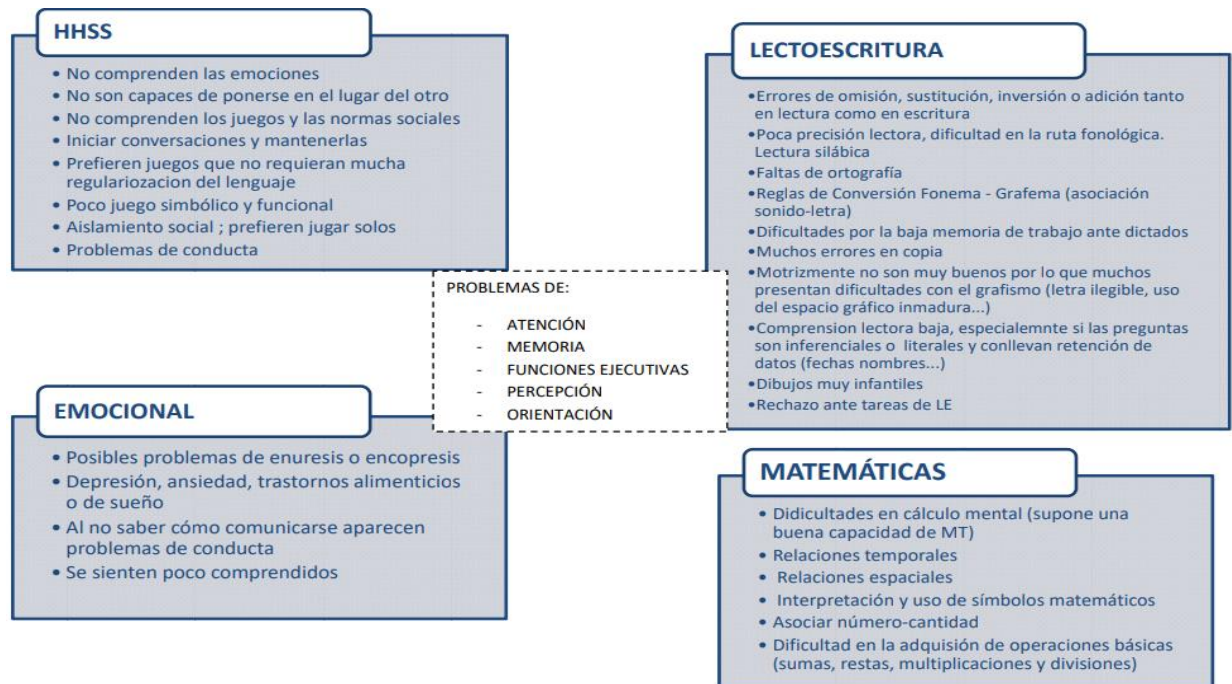 HHSS
• No comprenden las emociones
• No son capaces de ponerse en el lugar del otro
• No comprenden los juegos y las normas sociales
• Iniciar conversaciones y mantenerlas
• Prefieren juegos que no requieran mucha
regulariozacion del lenguaje
• Poco juego simbólico y funcional
• Aislamiento social ; prefieren jugar solos
• Problemas de conducta
LECTOESCRITURA
•Errores de omisión, sustitución, inversión o adición tanto
en lectura como en escritura
•Poca precisión lectora, dificultad en la ruta fonológica.
Lectura silábica
•Faltas de ortografía
•Reglas de Conversión Fonema - Grafema (asociación
sonido-letra)
•Dificultades por la baja memoria de trabajo ante dictados
•Muchos errores en copia
•Motrizmente no son muy buenos por lo que muchos
presentan dificultades con el grafismo (letra ilegible, uso
del espacio gráfico inmadura...)
•Comprension lectora baja, especialemnte si las preguntas
son inferenciales o literales y conllevan retención de
datos (fechas nombres...)
•Dibujos muy infantiles
•Rechazo ante tareas de LE
PROBLEMAS DE:
- ATENCIÓN
- MEMORIA
- FUNCIONES EJECUTIVAS
- PERCEPCIÓN
- ORIENTACIÓN
EMOCIONAL
• Posibles problemas de enuresis o encopresis
• Depresión, ansiedad, trastornos alimenticios
o de sueño
• Al no saber cómo comunicarse aparecen
problemas de conducta
• Se sienten poco comprendidos
MATEMÁTICAS
• Didicultades en cálculo mental (supone una
buena capacidad de MT)
• Relaciones temporales
• Relaciones espaciales
• Interpretación y uso de símbolos matemáticos
• Asociar número-cantidad
• Dificultad en la adquisición de operaciones básicas
(sumas, restas, multiplicaciones y divisiones)